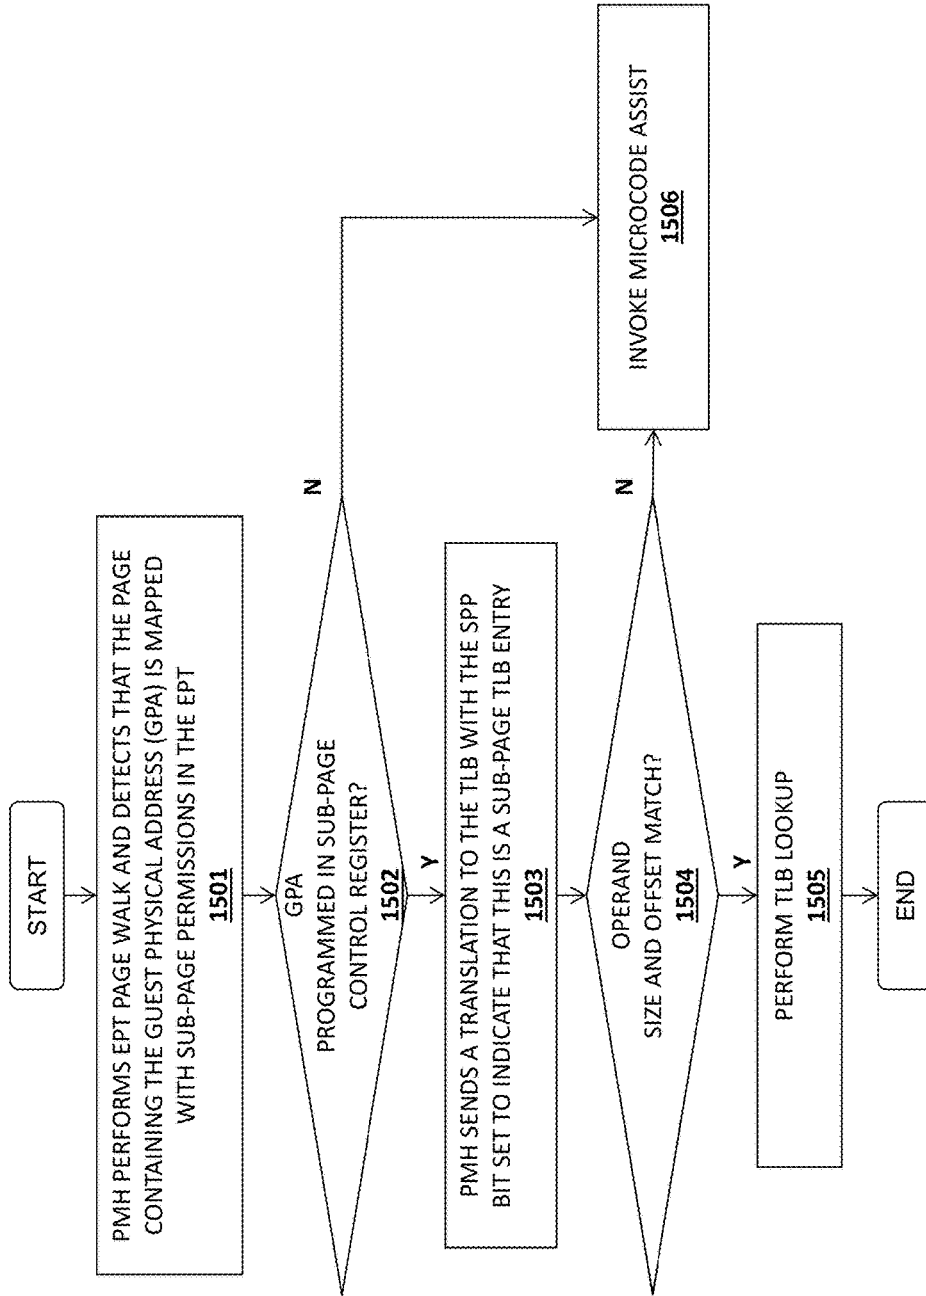 START
PMH PERFORMS EPT PAGE WALK AND DETECTS THAT THE PAGE
CONTAINING THE GUEST PHYSICAL ADDRESS (GPA) IS MAPPED
WITH SUB-PAGE PERMISSIONS IN THE EPT
1501
GPA
PROGRAMMED IN SUB-PAGE
CONTROL REGISTER?
1502
N
Y
PMH SENDS A TRANSLATION TO THE TLB WITH THE SPP
BIT SET TO INDICATE THAT THIS IS A SUB-PAGE TLB ENTRY
1503
OPERAND
SIZE AND OFFSET MATCH?
1504
N
Y
INVOKE MICROCODE ASSIST
1506
PERFORM TLB LOOKUP
1505
END